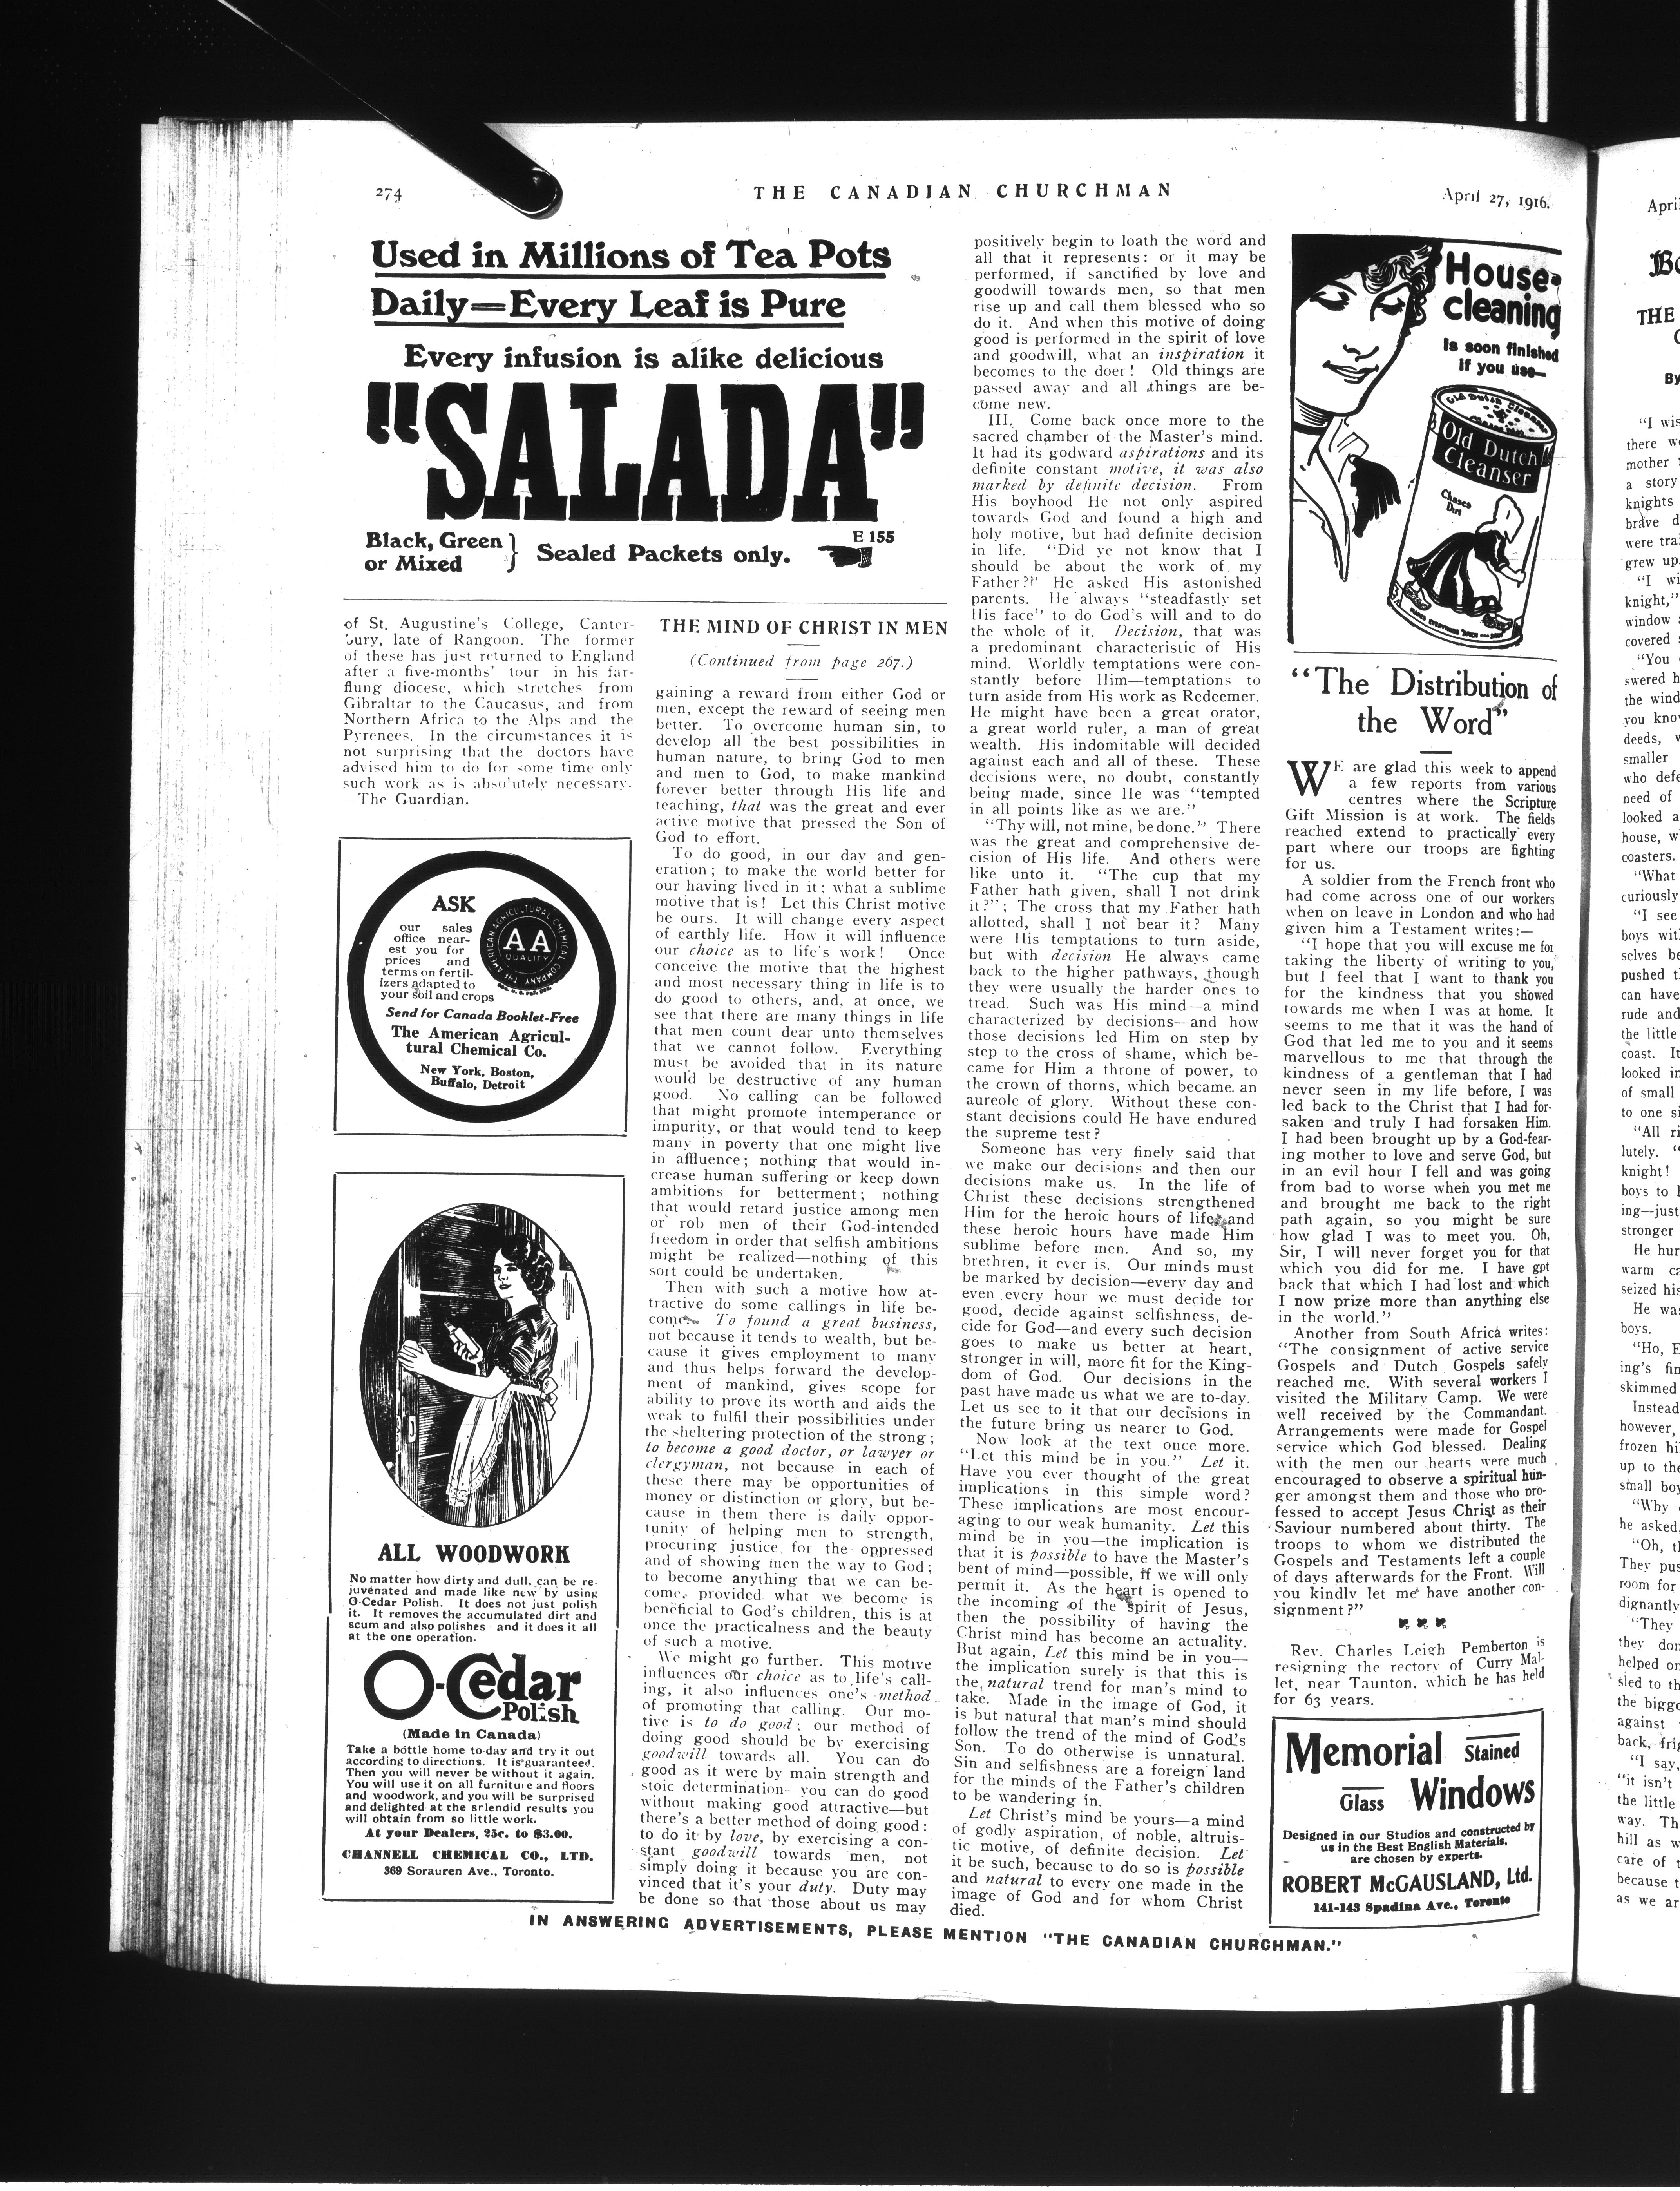 274
THE CANADIAN CHURCHMAN
April 27, 1916.
Used in Millions of Tea Pots
Daily—Every Leaf is Pure
Every infusion is alike delicious
"SALADA"
Black, Green
or Mixed
Sealed Packets only.
E 155
of St. Augustine's College, Canter-
bury, late of Rangoon. The former
of these has just returned to England
after a five-months' tour in his far-
flung diocese, which stretches from
Gibraltar to the Caucasus, and from
Northern Africa to the Alps and the
Pyrenees. In the circumstances it is
not surprising that the doctors have
advised him to do for some time only
such work as is absolutely necessary.
—The Guardian.
ASK
our sales
office near-
est you for
prices and
terms on fertil-
izers adapted to
your soil and crops
THE AMERICAN AGRICULTURAL CHEMICAL COMPANY
AA
QUALITY
Send for Canada Booklet-Free
The American Agricul-
tural Chemical Co.
New York, Boston,
Buffalo, Detroit
ALL WOODWORK
No matter how dirty and dull, can be re-
juvenated and made like new by using
O-Cedar Polish. It does not just polish
it. It removes the accumulated dirt and
scum and also polishes and it does it all
at the one operation.
O-Cedar
Polish
(Made in Canada)
Take a bottle home to-day and try it out
according to directions. It is guaranteed.
Then you will never be without it again.
You will use it on all furniture and floors
and woodwork, and you will be surprised
and delighted at the srlendid results you
will obtain from so little work.
At your Dealers, 25c. to $3.00.
CHANNELL CHEMICAL CO., LTD.
369 Sorauren Ave., Toronto.
THE MIND OF CHRIST IN MEN
(Continued from page 267.)
gaining a reward from either God or
men, except the reward of seeing men
better. To overcome human sin, to
develop all the best possibilities in
human nature, to bring God to men
and men to God, to make mankind
forever better through His life and
teaching, that was the great and ever
active motive that pressed the Son of
God to effort.
To do good, in our day and gen-
eration; to make the world better for
our having lived in it; what a sublime
motive that is! Let this Christ motive
be ours. It will change every aspect
of earthly life. How it will influence
our choice as to life's work! Once
conceive the motive that the highest
and most necessary thing in life is to
do good to others, and, at once, we
see that there are many things in life
that men count dear unto themselves
that we cannot follow. Everything
must be avoided that in its nature
would be destructive of any human
good. No calling can be followed
that might promote intemperance or
impurity, or that would tend to keep
many in poverty that one might live
in affluence; nothing that would in-
crease human suffering or keep down
ambitions for betterment; nothing
that would retard justice among men
or rob men of their God-intended
freedom in order that selfish ambitions
might be realized—nothing of this
sort could be undertaken.
Then with such a motive how at-
tractive do some callings in life be-
come. To found a great business,
not because it tends to wealth, but be-
cause it gives employment to many
and thus helps forward the develop-
ment of mankind, gives scope for
ability to prove its worth and aids the
weak to fulfil their possibilities under
the sheltering protection of the strong;
to become a good doctor, or lawyer or
clergyman, not because in each of
these there may be opportunities of
money or distinction or glory, but be-
cause in them there is daily oppor-
tunity of helping men to strength,
procuring justice for the oppressed
and of showing men the way to God;
to become anything that we can be-
come, provided what we become is
beneficial to God's children, this is at
once the practicalness and the beauty
of such a motive.
We might go further. This motive
influences our choice as to life's call-
ing, it also influences one's method
of promoting that calling. Our mo-
tive is to do good; our method of
doing good should be by exercising
goodwill towards all. You can do
good as it were by main strength and
stoic determination—you can do good
without making good attractive—but
there's a better method of doing good:
to do it by love, by exercising a con-
stant goodwill towards men, not
simply doing it because you are con-
vinced that it's your duty. Duty may
be done so that those about us may
positively begin to loath the word and
all that it represents: or it may be
performed, if sanctified by love and
goodwill towards men, so that men
rise up and call them blessed who so
do it. And when this motive of doing
good is performed in the spirit of love
and goodwill, what an inspiration it
becomes to the doer! Old things are
passed away and all things are be-
come new.
III. Come back once more to the
sacred chamber of the Master's mind.
It had its godward aspirations and its
definite constant motive, it was also
marked by definite decision. From
His boyhood He not only aspired
towards God and found a high and
holy motive, but had definite decision
in life. "Did ye not know that I
should be about the work of my
Father?" He asked His astonished
parents. He always "steadfastly set
His face" to do God's will and to do
the whole of it. Decision, that was
a predominant characteristic of His
mind. Worldly temptations were con-
stantly before Him—temptations to
turn aside from His work as Redeemer.
He might have been a great orator,
a great world ruler, a man of great
wealth. His indomitable will decided
against each and all of these. These
decisions were, no doubt, constantly
being made, since He was "tempted
in all points like as we are."
"Thy will, not mine, be done." There
was the great and comprehensive de-
cision of His life. And others were
like unto it. "The cup that my
Father hath given, shall I not drink
it?"; The cross that my Father hath
allotted, shall I not bear it? Many
were His temptations to turn aside,
but with decision He always came
back to the higher pathways, though
they were usually the harder ones to
tread. Such was His mind—a mind
characterized by decisions—and how
those decisions led Him on step by
step to the cross of shame, which be-
came for Him a throne of power, to
the crown of thorns, which became an
aureole of glory. Without these con-
stant decisions could He have endured
the supreme test?
Someone has very finely said that
we make our decisions and then our
decisions make us. In the life of
Christ these decisions strengthened
Him for the heroic hours of life, and
these heroic hours have made Him
sublime before men. And so, my
brethren, it ever is. Our minds must
be marked by decision—every day and
even every hour we must decide for
good, decide against selfishness, de-
cide for God—and every such decision
goes to make us better at heart,
stronger in will, more fit for the King-
dom of God. Our decisions in the
past have made us what we are to-day.
Let us see to it that our decisions in
the future bring us nearer to God.
Now look at the text once more.
"Let this mind be in you." Let it.
Have you ever thought of the great
implications in this simple word?
These implications are most encour-
aging to our weak humanity. Let this
mind be in you—the implication is
that it is possible to have the Master's
bent of mind—possible, if we will only
permit it. As the heart is opened to
the incoming of the spirit of Jesus,
then the possibility of having the
Christ mind has become an actuality.
But again, Let this mind be in you—
the implication surely is that this is
the natural trend for man's mind to
take. Made in the image of God, it
is but natural that man's mind should
follow the trend of the mind of God's
Son. To do otherwise is unnatural.
Sin and selfishness are a foreign land
for the minds of the Father's children
to be wandering in.
Let Christ's mind be yours—a mind
of godly aspiration, of noble, altruis-
tic motive, of definite decision. Let
it be such, because to do so is possible
and natural to every one made in the
image of God and for whom Christ
died.
House-
cleaning
is soon finished
if you use—
Old Dutch Cleanser
Old Dutch
Cleanser
Chases
Dirt
"The Distribution of
the Word"
WE are glad this week to append
a few reports from various
centres where the Scripture
Gift Mission is at work. The fields
reached extend to practically every
part where our troops are fighting
for us.
A soldier from the French front who
had come across one of our workers
when on leave in London and who had
given him a Testament writes:—
"I hope that you will excuse me for
taking the liberty of writing to you,
but I feel that I want to thank you
for the kindness that you showed
towards me when I was at home. It
seems to me that it was the hand of
God that led me to you and it seems
marvellous to me that through the
kindness of a gentleman that I had
never seen in my life before, I was
led back to the Christ that I had for-
saken and truly I had forsaken Him.
I had been brought up by a God-fear-
ing mother to love and serve God, but
in an evil hour I fell and was going
from bad to worse when you met me
and brought me back to the right
path again, so you might be sure
how glad I was to meet you. Oh,
Sir, I will never forget you for that
which you did for me. I have got
back that which I had lost and which
I now prize more than anything else
in the world."
Another from South Africa writes:
"The consignment of active service
Gospels and Dutch Gospels safely
reached me. With several workers I
visited the Military Camp. We were
well received by the Commandant.
Arrangements were made for Gospel
service which God blessed. Dealing
with the men our hearts were much
encouraged to observe a spiritual hun-
ger amongst them and those who pro-
fessed to accept Jesus Christ as their
Saviour numbered about thirty. The
troops to whom we distributed the
Gospels and Testaments left a couple
of days afterwards for the Front. Will
you kindly let me have another con-
signment?"
Rev. Charles Leigh Pemberton is
resigning the rectory of Curry Mal-
let, near Taunton, which he has held
for 63 years.
Memorial Stained
Glass Windows
Designed in our Studios and constructed by
us in the Best English Materials,
are chosen by experts.
ROBERT McCAUSLAND, Ltd.
141-143 Spadina Ave., Toronto
IN ANSWERING ADVERTISEMENTS, PLEASE MENTION "THE CANADIAN CHURCHMAN."